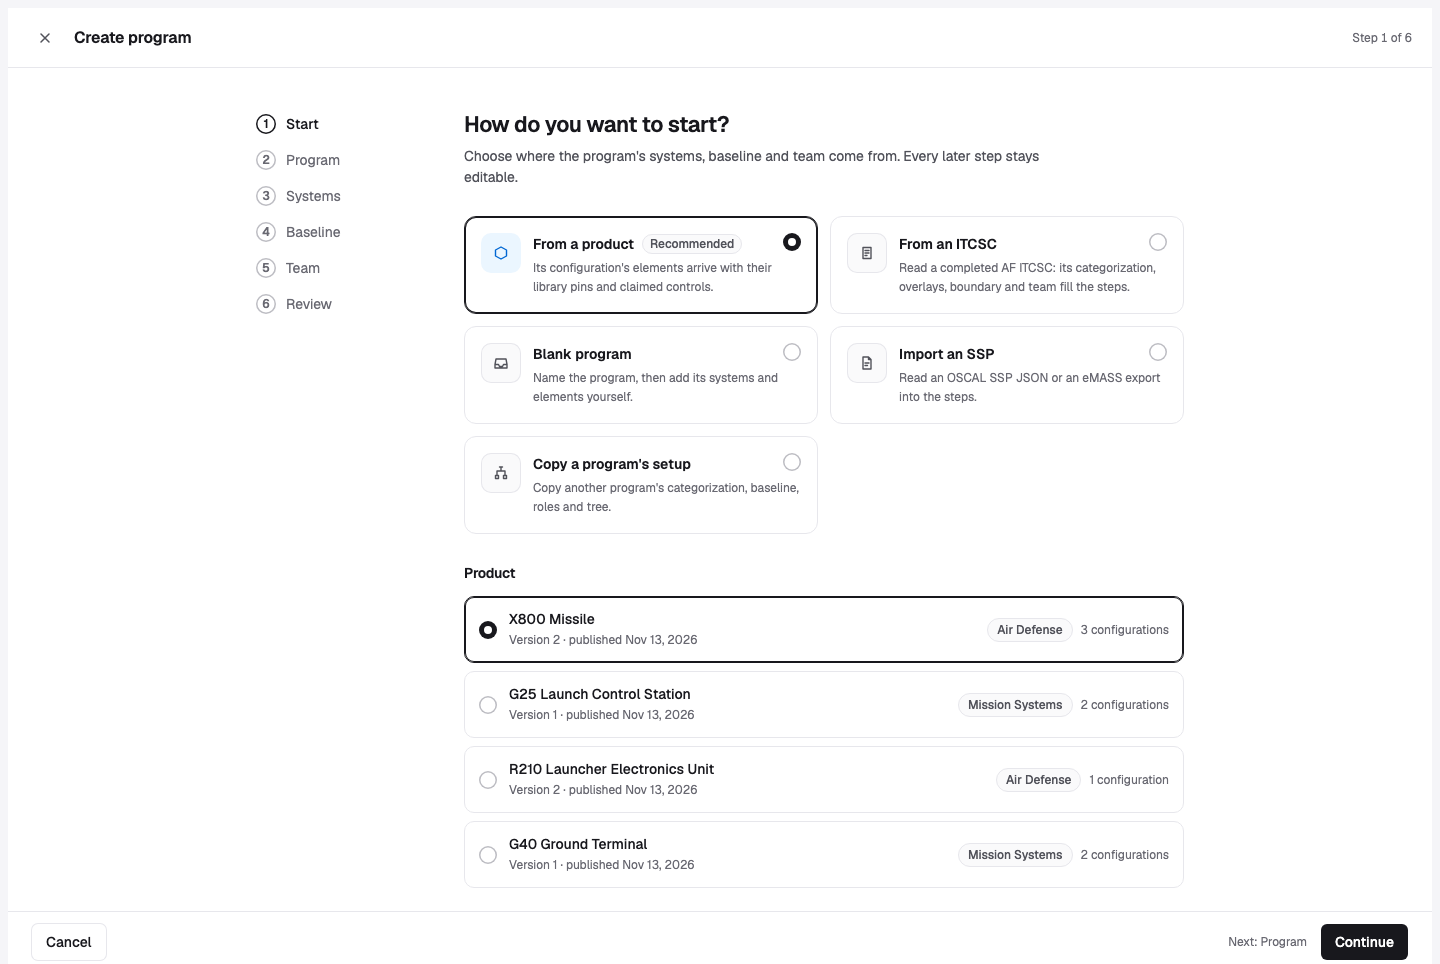 Create program
Step 1 of 6
1 Start
2 Program
3 Systems
4 Baseline
5 Team
6 Review
How do you want to start?
Choose where the program's systems, baseline and team come from. Every later step stays
editable.
From a product Recommended
Its configuration's elements arrive with their
library pins and claimed controls.
From an ITCSC
Read a completed AF ITCSC: its categorization,
overlays, boundary and team fill the steps.
Blank program
Name the program, then add its systems and
elements yourself.
Import an SSP
Read an OSCAL SSP JSON or an eMASS export
into the steps.
Copy a program's setup
Copy another program's categorization, baseline,
roles and tree.
Product
X800 Missile
Version 2 · published Nov 13, 2026
Air Defense 3 configurations
G25 Launch Control Station
Version 1 · published Nov 13, 2026
Mission Systems 2 configurations
R210 Launcher Electronics Unit
Version 2 · published Nov 13, 2026
Air Defense 1 configuration
G40 Ground Terminal
Version 1 · published Nov 13, 2026
Mission Systems 2 configurations
Cancel
Next: Program
Continue